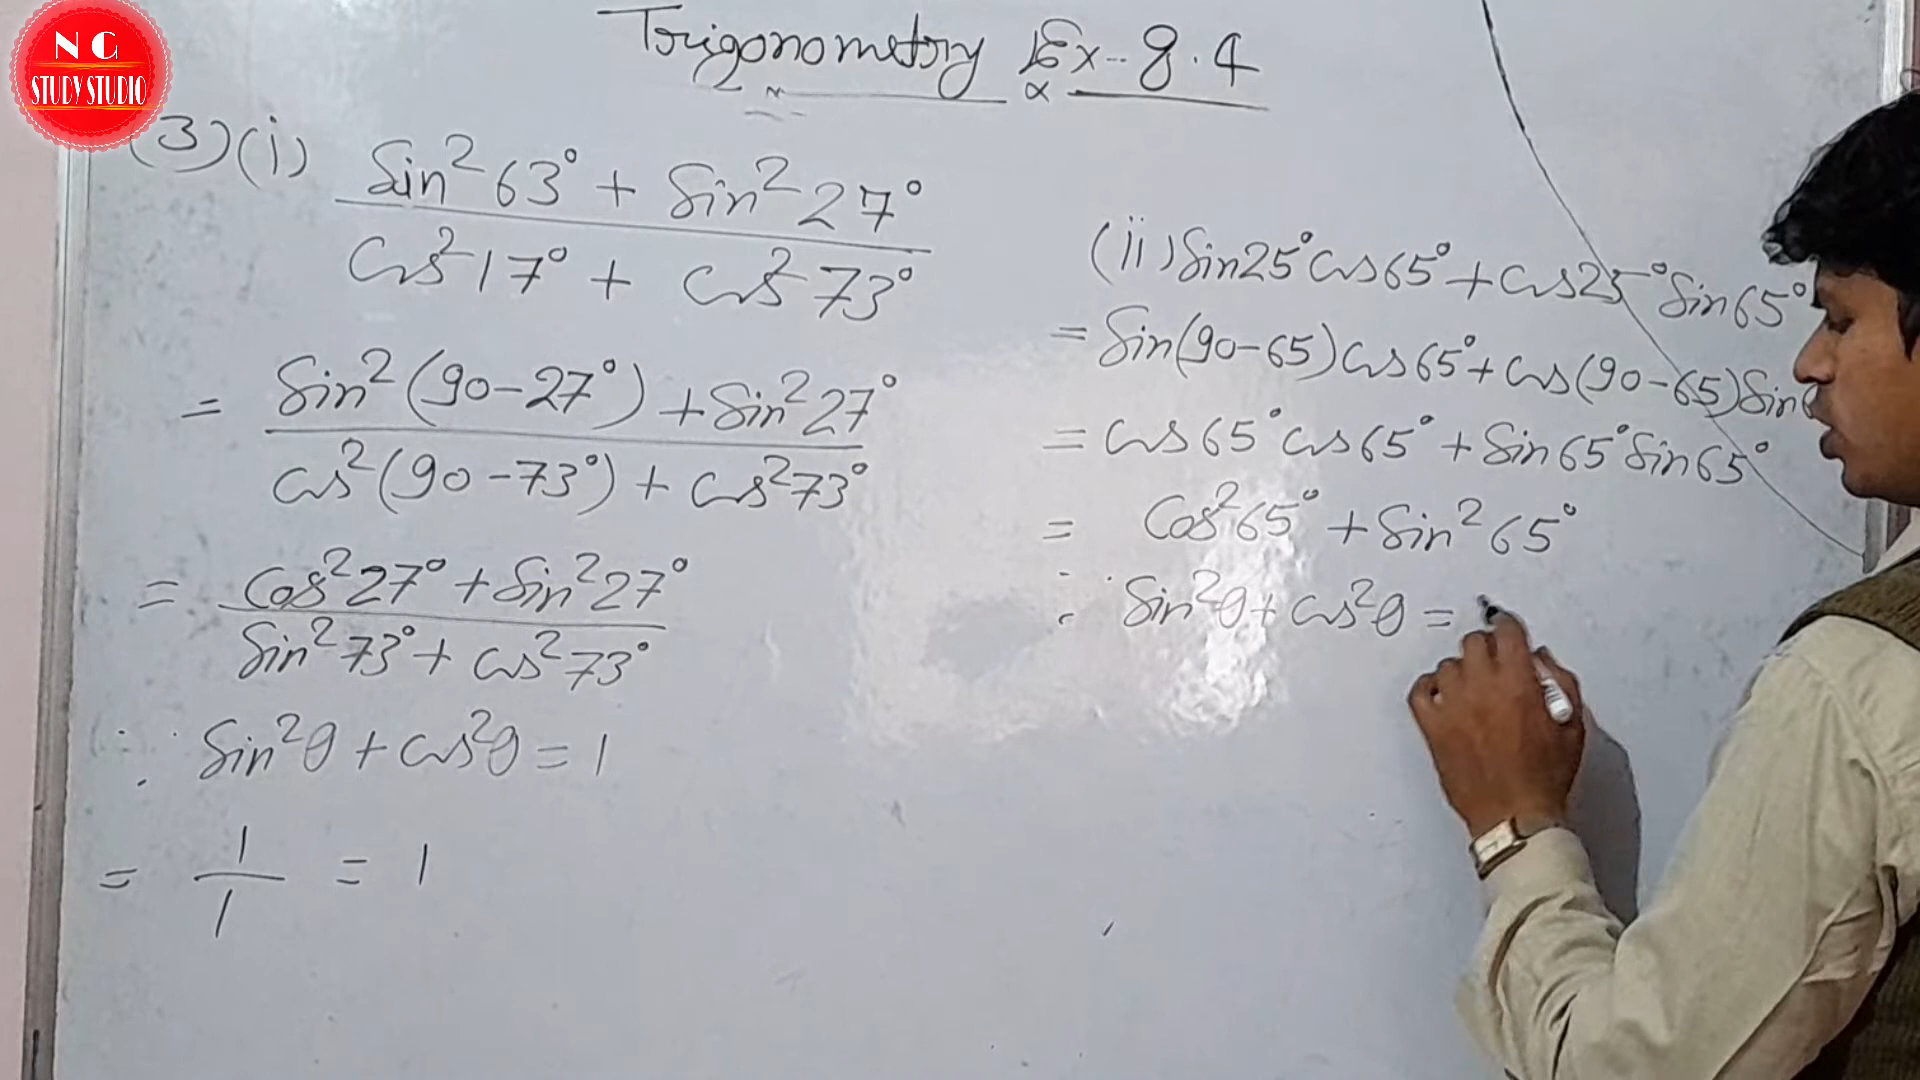 N G
STUDY STUDIO
Trigonometry Ex-8.4
(3)(i) Sin²63° + Sin²27°
Cos²17° + Cos²73°
= Sin²(90-27°) + Sin²27°
Cos²(90-73°) + Cos²73°
= Cos²27° + Sin²27°
Sin²73° + Cos²73°
∵ Sin²θ + Cos²θ = 1
= 1
1
= 1
(ii) Sin25°Cos65° + Cos25°Sin65°
= Sin(90-65)Cos65° + Cos(90-65)Sin
= Cos65°Cos65° + Sin65°Sin65°
= Cos²65° + Sin²65°
∵ Sin²θ + Cos²θ =